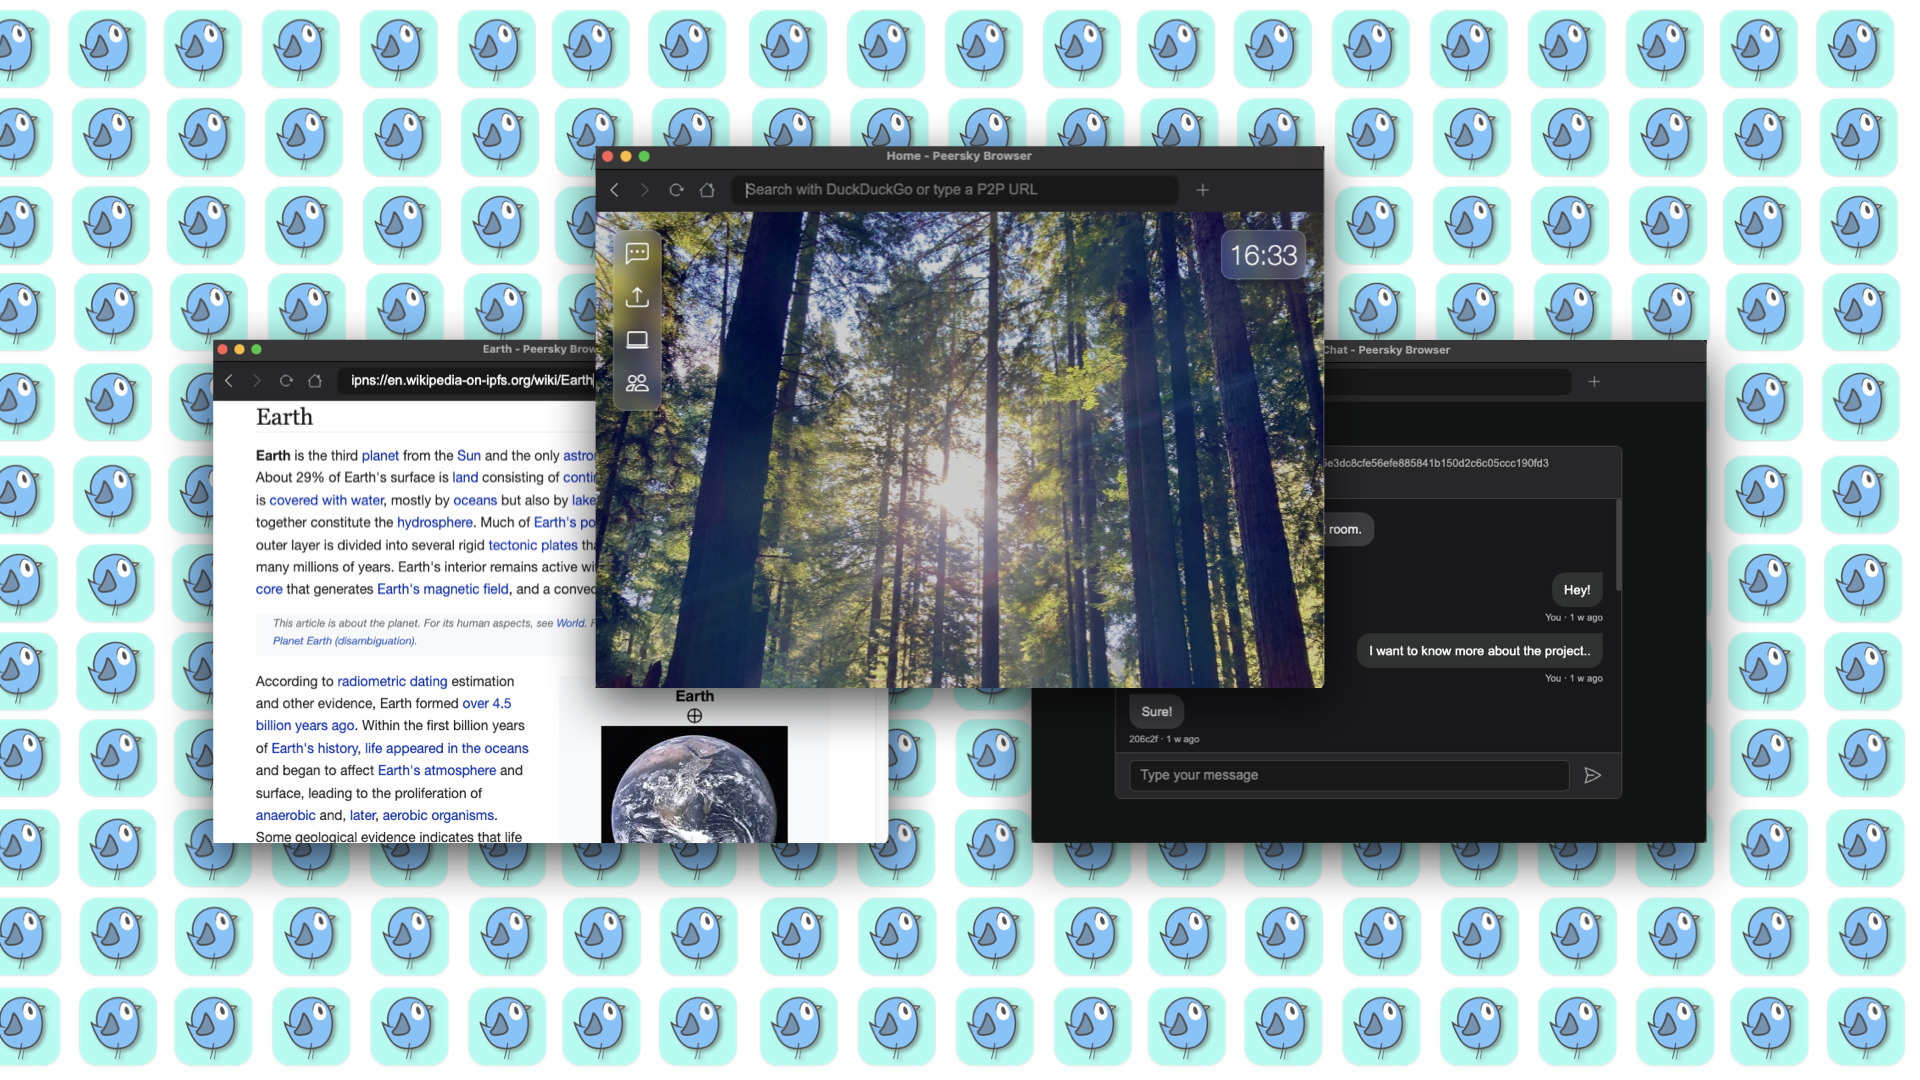 Home - Peersky Browser
Search with DuckDuckGo or type a P2P URL
16:33
Earth - Peersky
ipns://en.wikipedia-on-ipfs.org/wiki/Earth
Earth
Earth is the third planet from the Sun and the only
About 29% of Earth's surface is land consisting of
is covered with water, mostly by oceans but also by
together constitute the hydrosphere. Much of Earth's
outer layer is divided into several rigid tectonic plates
many millions of years. Earth's interior remains active
core that generates Earth's magnetic field, and a
This article is about the planet. For its human aspects, see World.
Planet Earth (disambiguation).
According to radiometric dating estimation
and other evidence, Earth formed over 4.5
billion years ago. Within the first billion years
of Earth's history, life appeared in the oceans
and began to affect Earth's atmosphere and
surface, leading to the proliferation of
anaerobic and, later, aerobic organisms.
Some geological evidence indicates that life
Earth
Chat - Peersky Browser
5e3dc8cfe56efe885841b150d2c6c05ccc190fd3
room.
Hey!
You · 1 w ago
I want to know more about the project..
You · 1 w ago
Sure!
206c2f · 1 w ago
Type your message